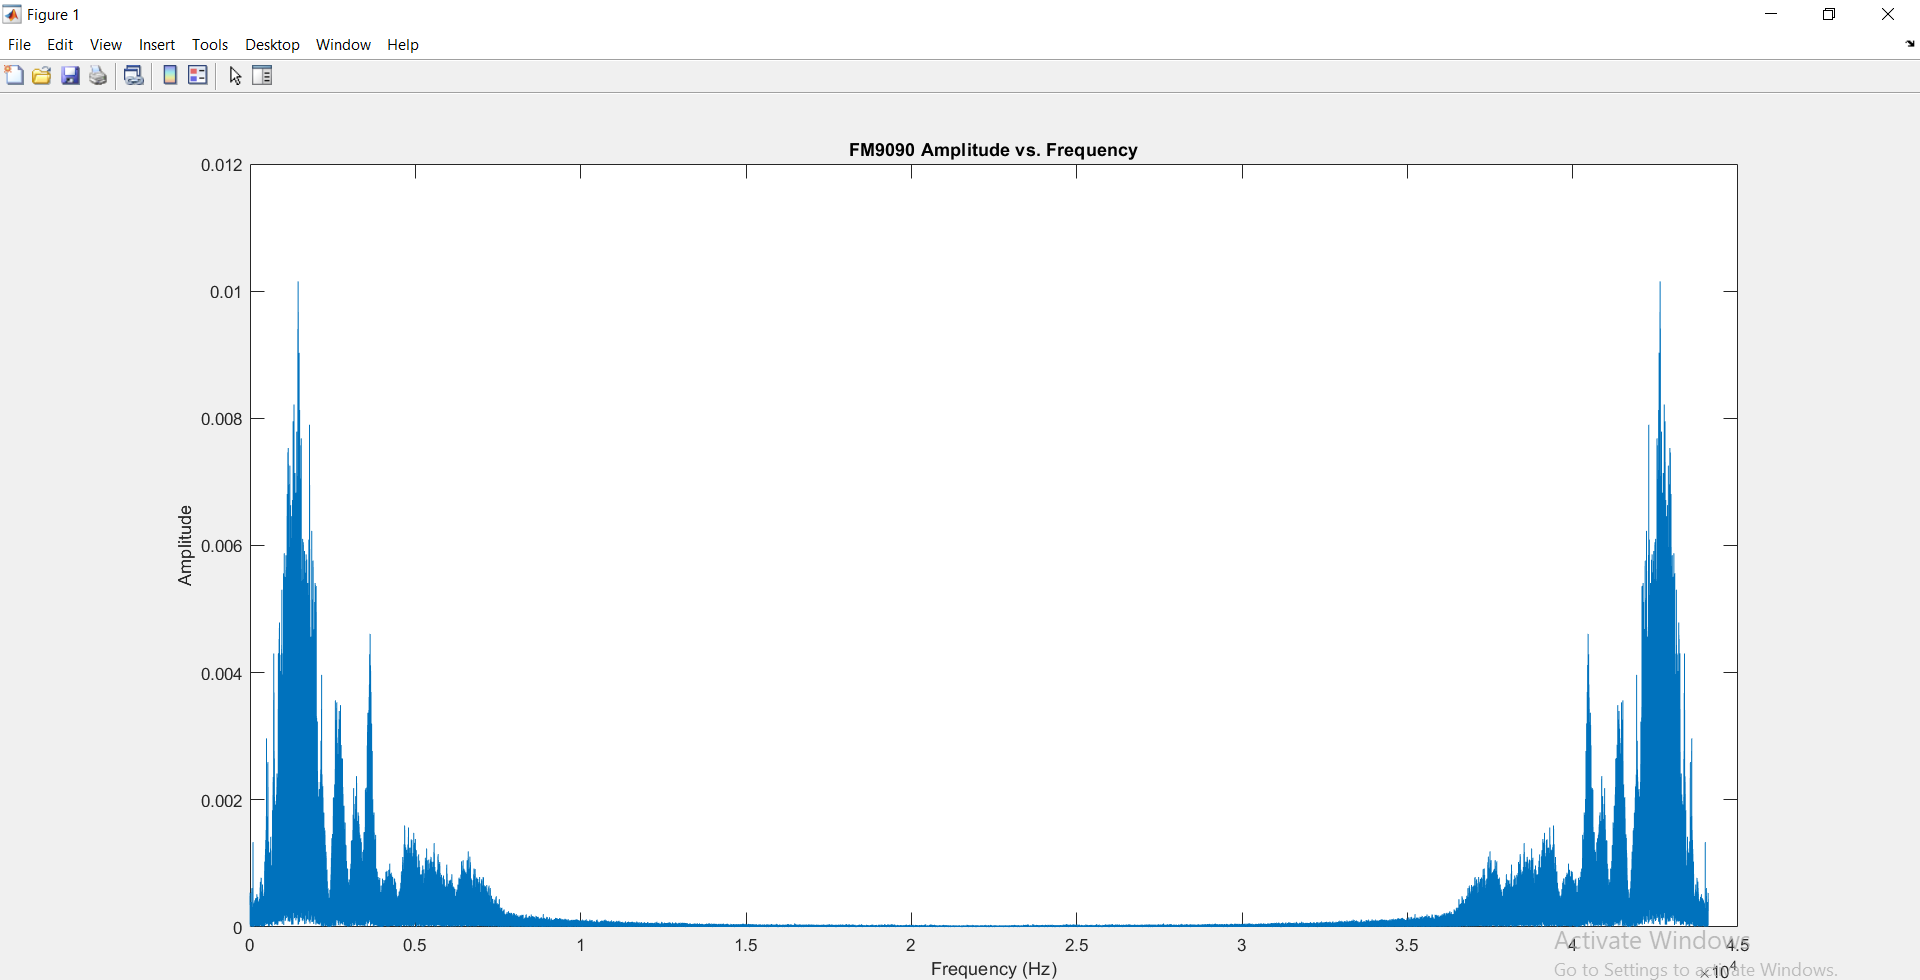 Figure 1
File Edit View Insert Tools Desktop Window Help
FM9090 Amplitude vs. Frequency
0.012
0.01
0.008
0.006
0.004
0.002
0
Amplitude
0 0.5 1 1.5 2 2.5 3 3.5 4 4.5
Frequency (Hz)
×10⁴
Activate Windows
Go to Settings to activate Windows.